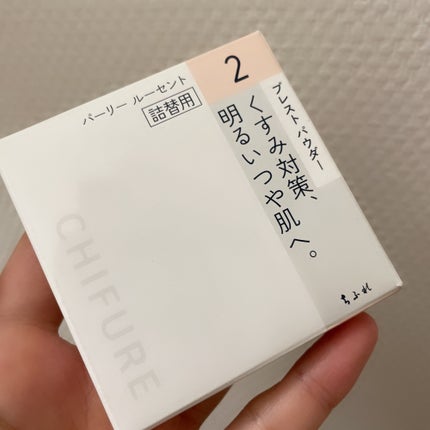 パーリー ルーセント
詰替用
2
プレストパウダー
くすみ対策、
明るいつや肌へ。
ちふれ
CHIFURE